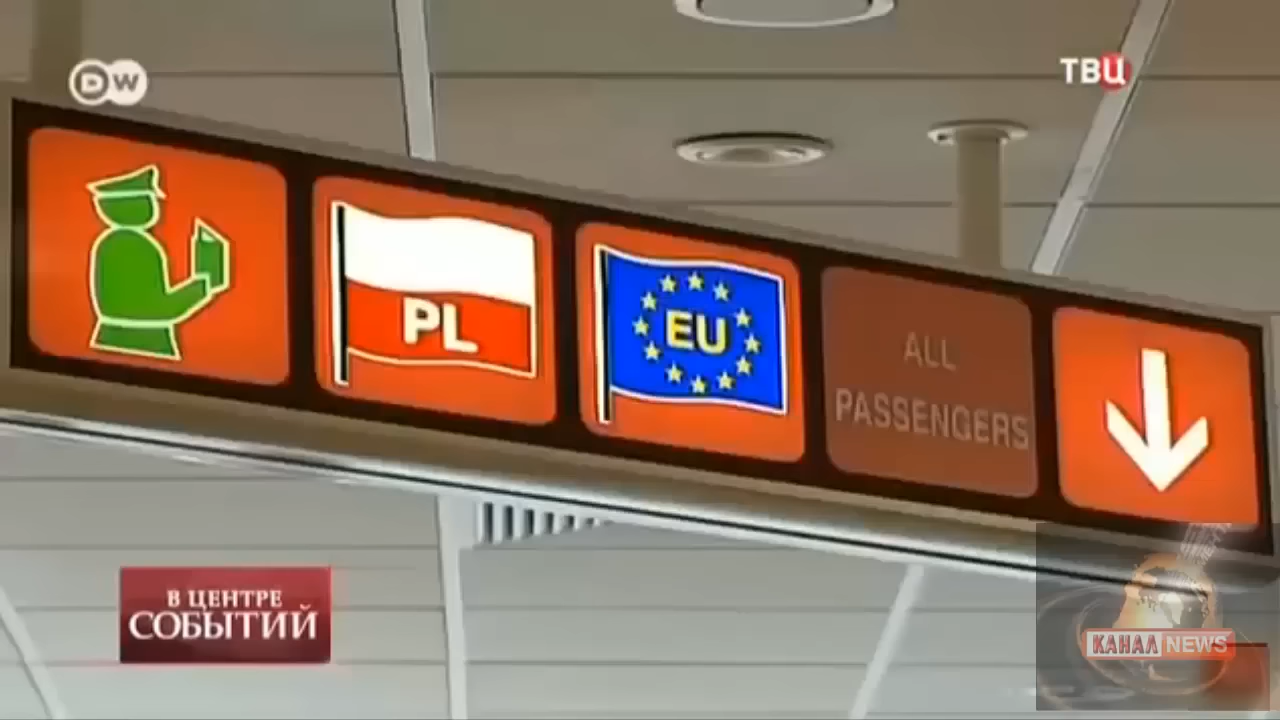 DW
ТВЦ
PL
EU
ALL
PASSENGERS
В ЦЕНТРЕ
СОБЫТИЙ
КАНАЛ NEWS